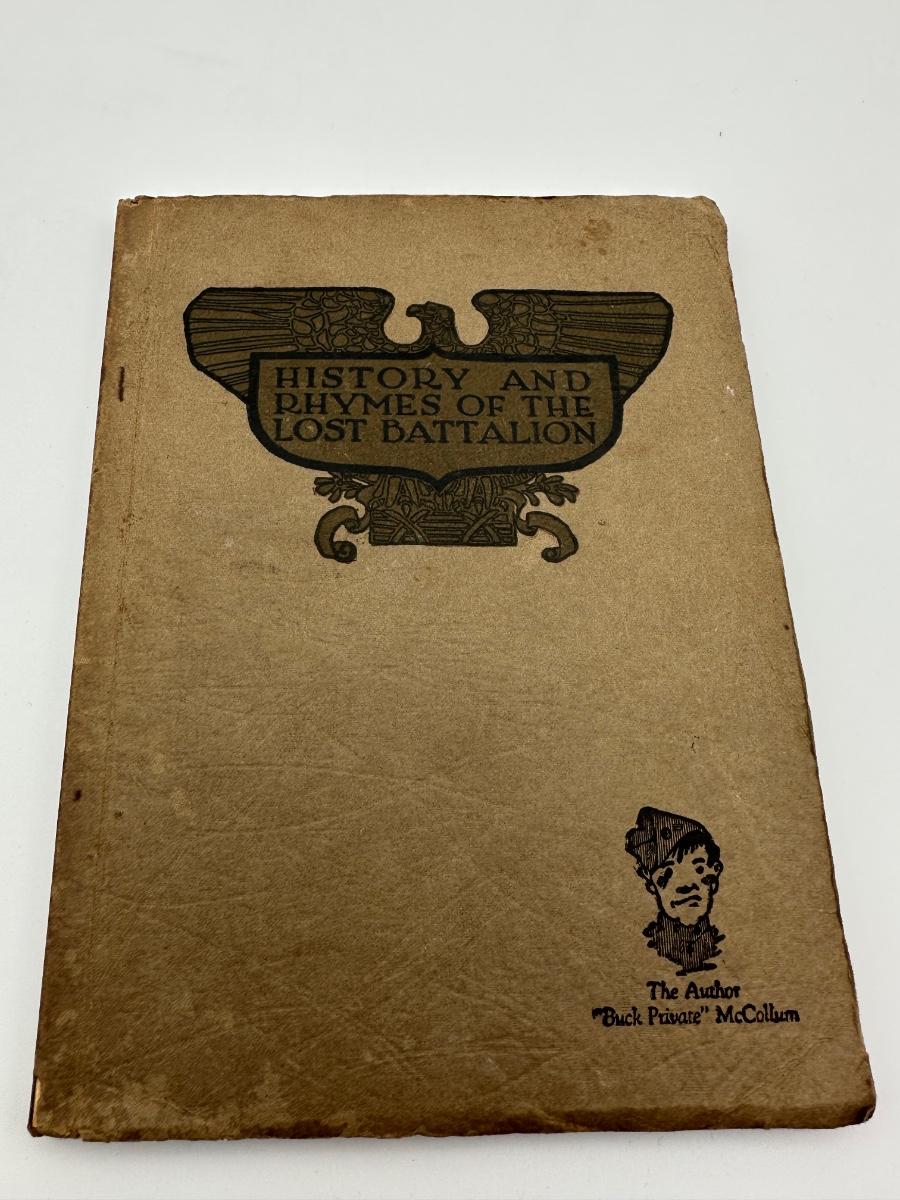 HISTORY AND
RHYMES OF THE
LOST BATTALION
The Author
"Buck Private" McCollum